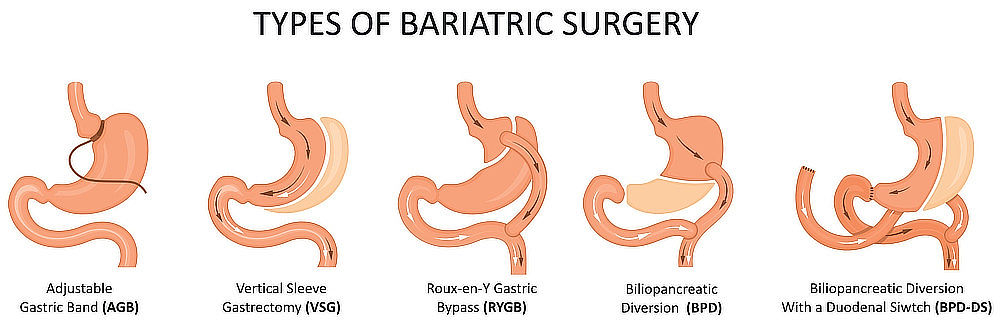 TYPES OF BARIATRIC SURGERY
Adjustable
Gastric Band (AGB)
Vertical Sleeve
Gastrectomy (VSG)
Roux-en-Y Gastric
Bypass (RYGB)
Biliopancreatic
Diversion (BPD)
Biliopancreatic Diversion
With a Duodenal Siwtch (BPD-DS)